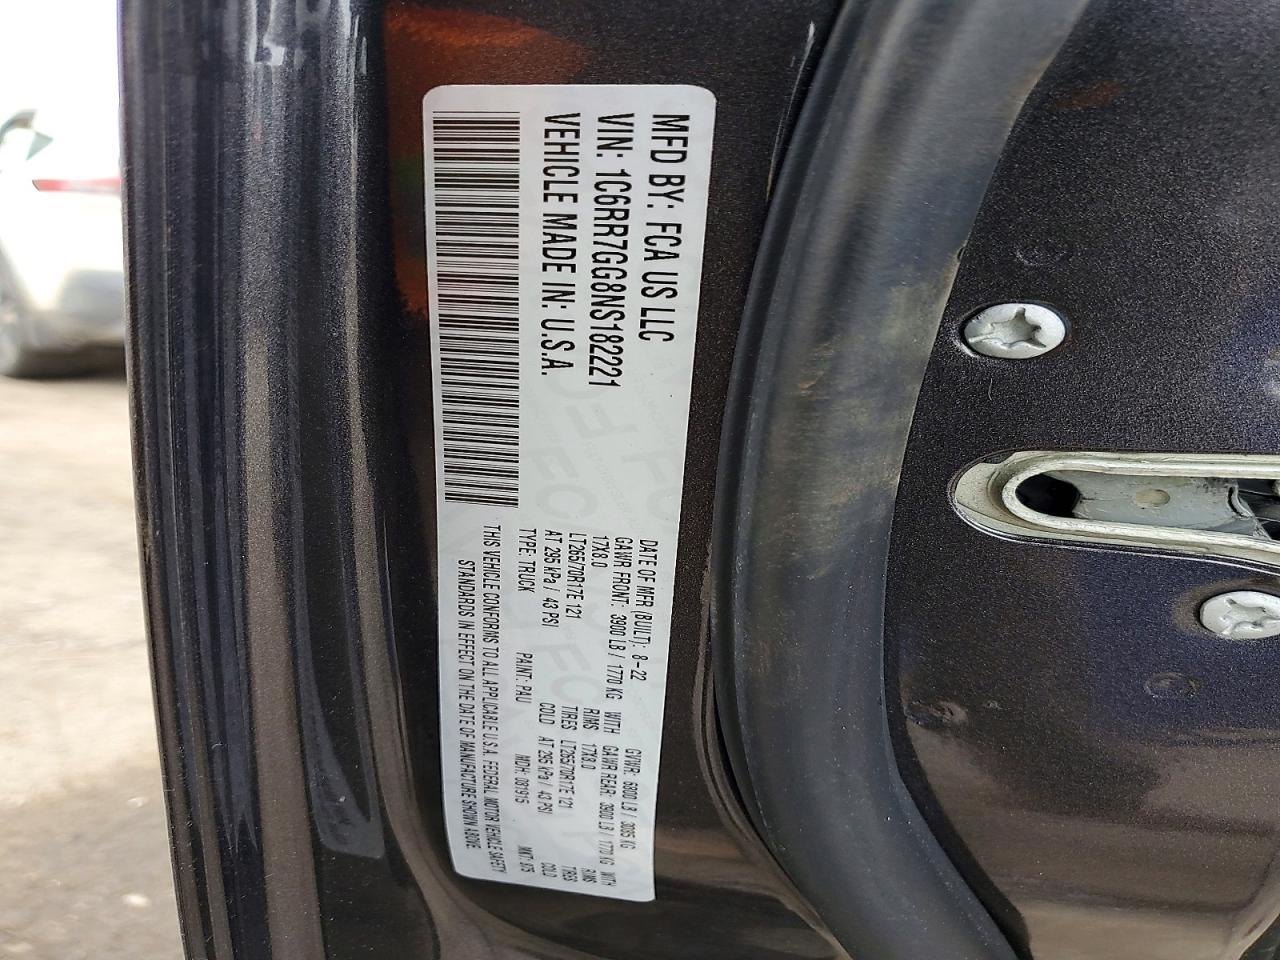 MFD BY: FCA US LLC
VIN: 1C6RR7GG8NS182221
VEHICLE MADE IN: U.S.A.
DATE OF MFR (BUILT): 8-22 GVWR: 6800 LB / 3085 KG
GAWR FRONT: 3900 LB / 1770 KG WITH GAWR REAR: 3900 LB / 1770 KG WITH
17X8.0 RIMS 17X8.0 RIMS
LT265/70R17E 121 TIRES LT265/70R17E 121 TIRES
AT 295 kPa / 43 PSI COLD AT 295 kPa / 43 PSI COLD
TYPE: TRUCK PAINT: PAU MDH: 081915
THIS VEHICLE CONFORMS TO ALL APPLICABLE U.S.A. FEDERAL MOTOR VEHICLE SAFETY
STANDARDS IN EFFECT ON THE DATE OF MANUFACTURE SHOWN ABOVE.